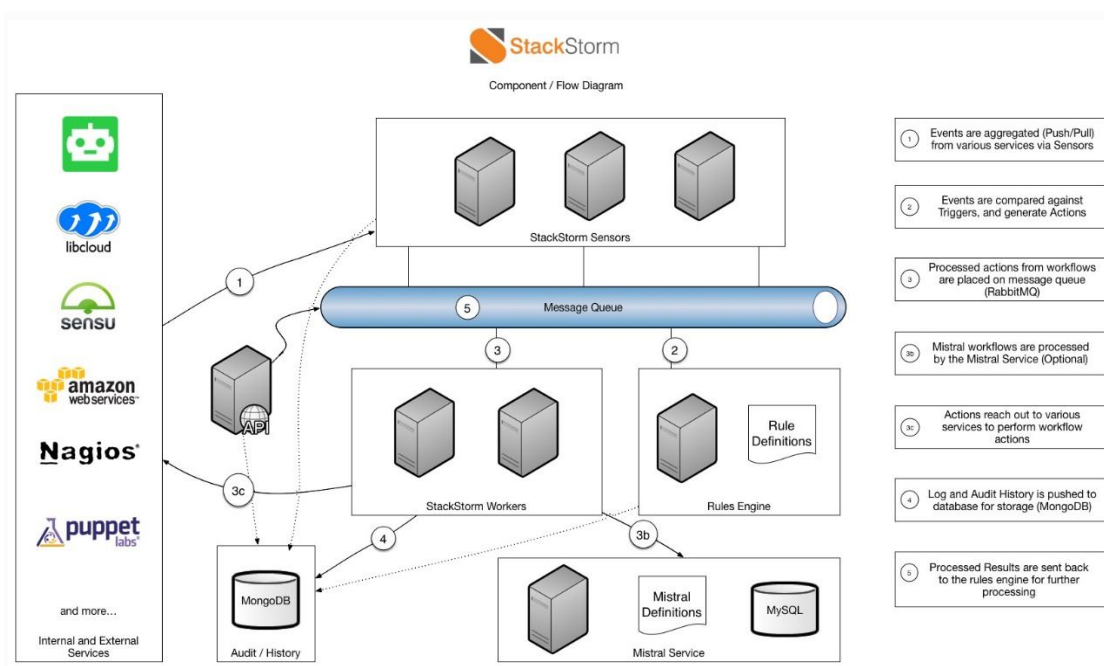 StackStorm
Component / Flow Diagram
libcloud
sensu
amazon
webservices™
Nagios®
puppet
labs®
and more...
Internal and External
Services
1
StackStorm Sensors
5
Message Queue
3
2
API
3c
StackStorm Workers
Rule
Definitions
Rules Engine
4
3b
MongoDB
Audit / History
Mistral
Definitions
MySQL
Mistral Service
1
Events are aggregated (Push/Pull)
from various services via Sensors
2
Events are compared against
Triggers, and generate Actions
3
Processed actions from workflows
are placed on message queue
(RabbitMQ)
3b
Mistral workflows are processed
by the Mistral Service (Optional)
3c
Actions reach out to various
services to perform workflow
actions
4
Log and Audit History is pushed to
database for storage (MongoDB)
5
Processed Results are sent back
to the rules engine for further
processing